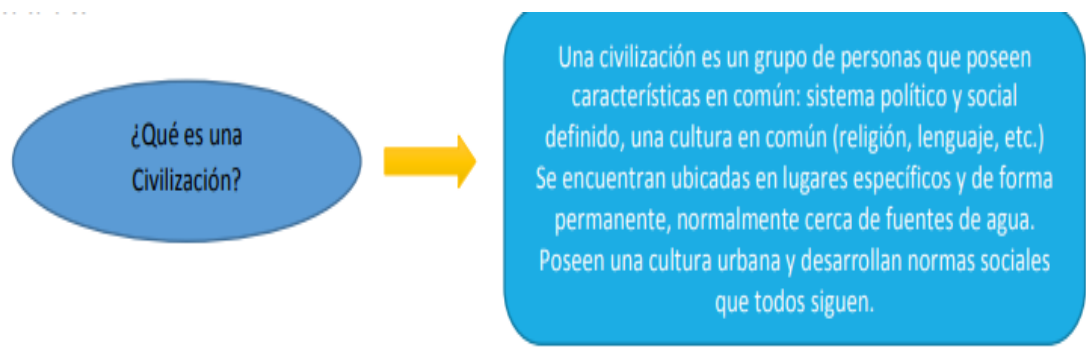 ¿Qué es una
Civilización?
Una civilización es un grupo de personas que poseen
características en común: sistema político y social
definido, una cultura en común (religión, lenguaje, etc.)
Se encuentran ubicadas en lugares específicos y de forma
permanente, normalmente cerca de fuentes de agua.
Poseen una cultura urbana y desarrollan normas sociales
que todos siguen.